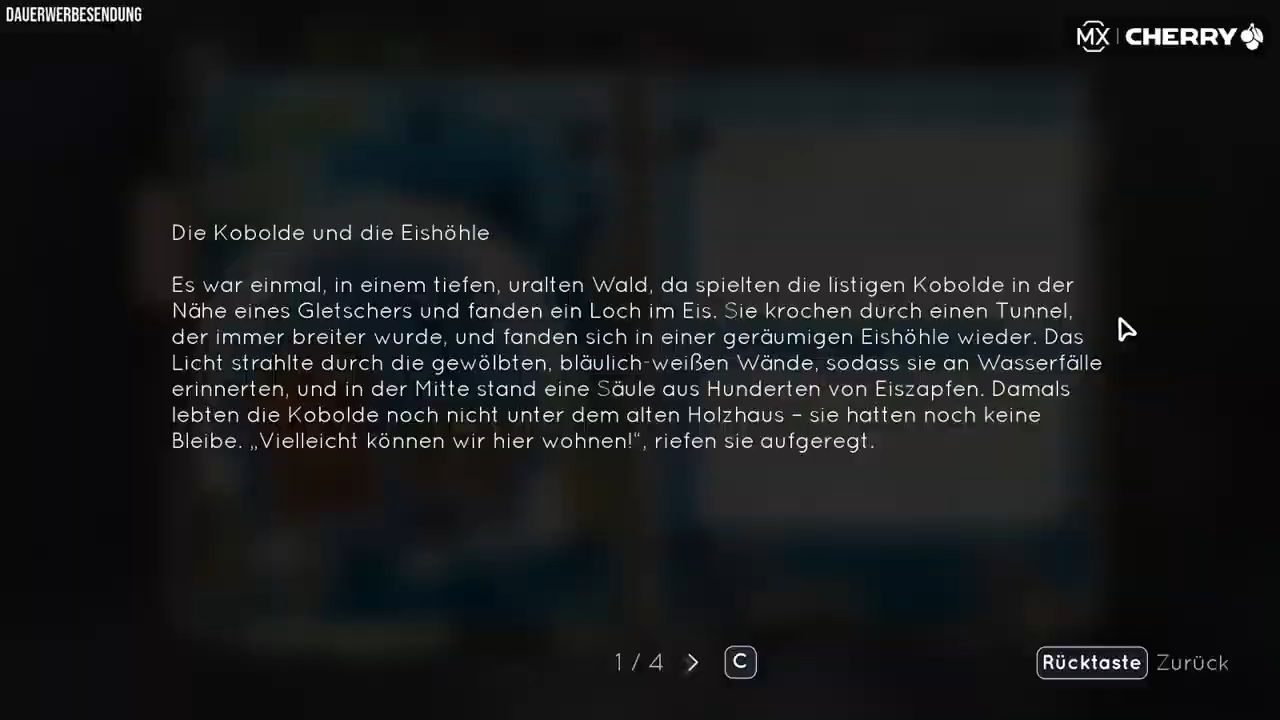 DAUERWERBESENDUNG
MX | CHERRY
Die Kobolde und die Eishöhle
Es war einmal, in einem tiefen, uralten Wald, da spielten die listigen Kobolde in der
Nähe eines Gletschers und fanden ein Loch im Eis. Sie krochen durch einen Tunnel,
der immer breiter wurde, und fanden sich in einer geräumigen Eishöhle wieder. Das
Licht strahlte durch die gewölbten, bläulich-weißen Wände, sodass sie an Wasserfälle
erinnerten, und in der Mitte stand eine Säule aus Hunderten von Eiszapfen. Damals
lebten die Kobolde noch nicht unter dem alten Holzhaus – sie hatten noch keine
Bleibe. „Vielleicht können wir hier wohnen!“, riefen sie aufgeregt.
1 / 4 > C
Rücktaste Zurück